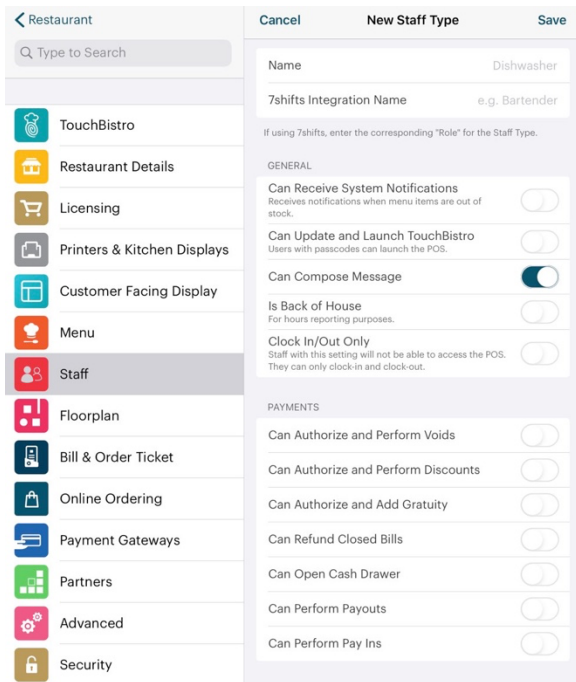 Restaurant
Type to Search
TouchBistro
Restaurant Details
Licensing
Printers & Kitchen Displays
Customer Facing Display
Menu
Staff
Floorplan
Bill & Order Ticket
Online Ordering
Payment Gateways
Partners
Advanced
Security
Cancel New Staff Type Save
Name Dishwasher
7shifts Integration Name e.g. Bartender
If using 7shifts, enter the corresponding "Role" for the Staff Type.
GENERAL
Can Receive System Notifications
Receives notifications when menu items are out of
stock.
Can Update and Launch TouchBistro
Users with passcodes can launch the POS.
Can Compose Message
Is Back of House
For hours reporting purposes.
Clock In/Out Only
Staff with this setting will not be able to access the POS.
They can only clock-in and clock-out.
PAYMENTS
Can Authorize and Perform Voids
Can Authorize and Perform Discounts
Can Authorize and Add Gratuity
Can Refund Closed Bills
Can Open Cash Drawer
Can Perform Payouts
Can Perform Pay Ins